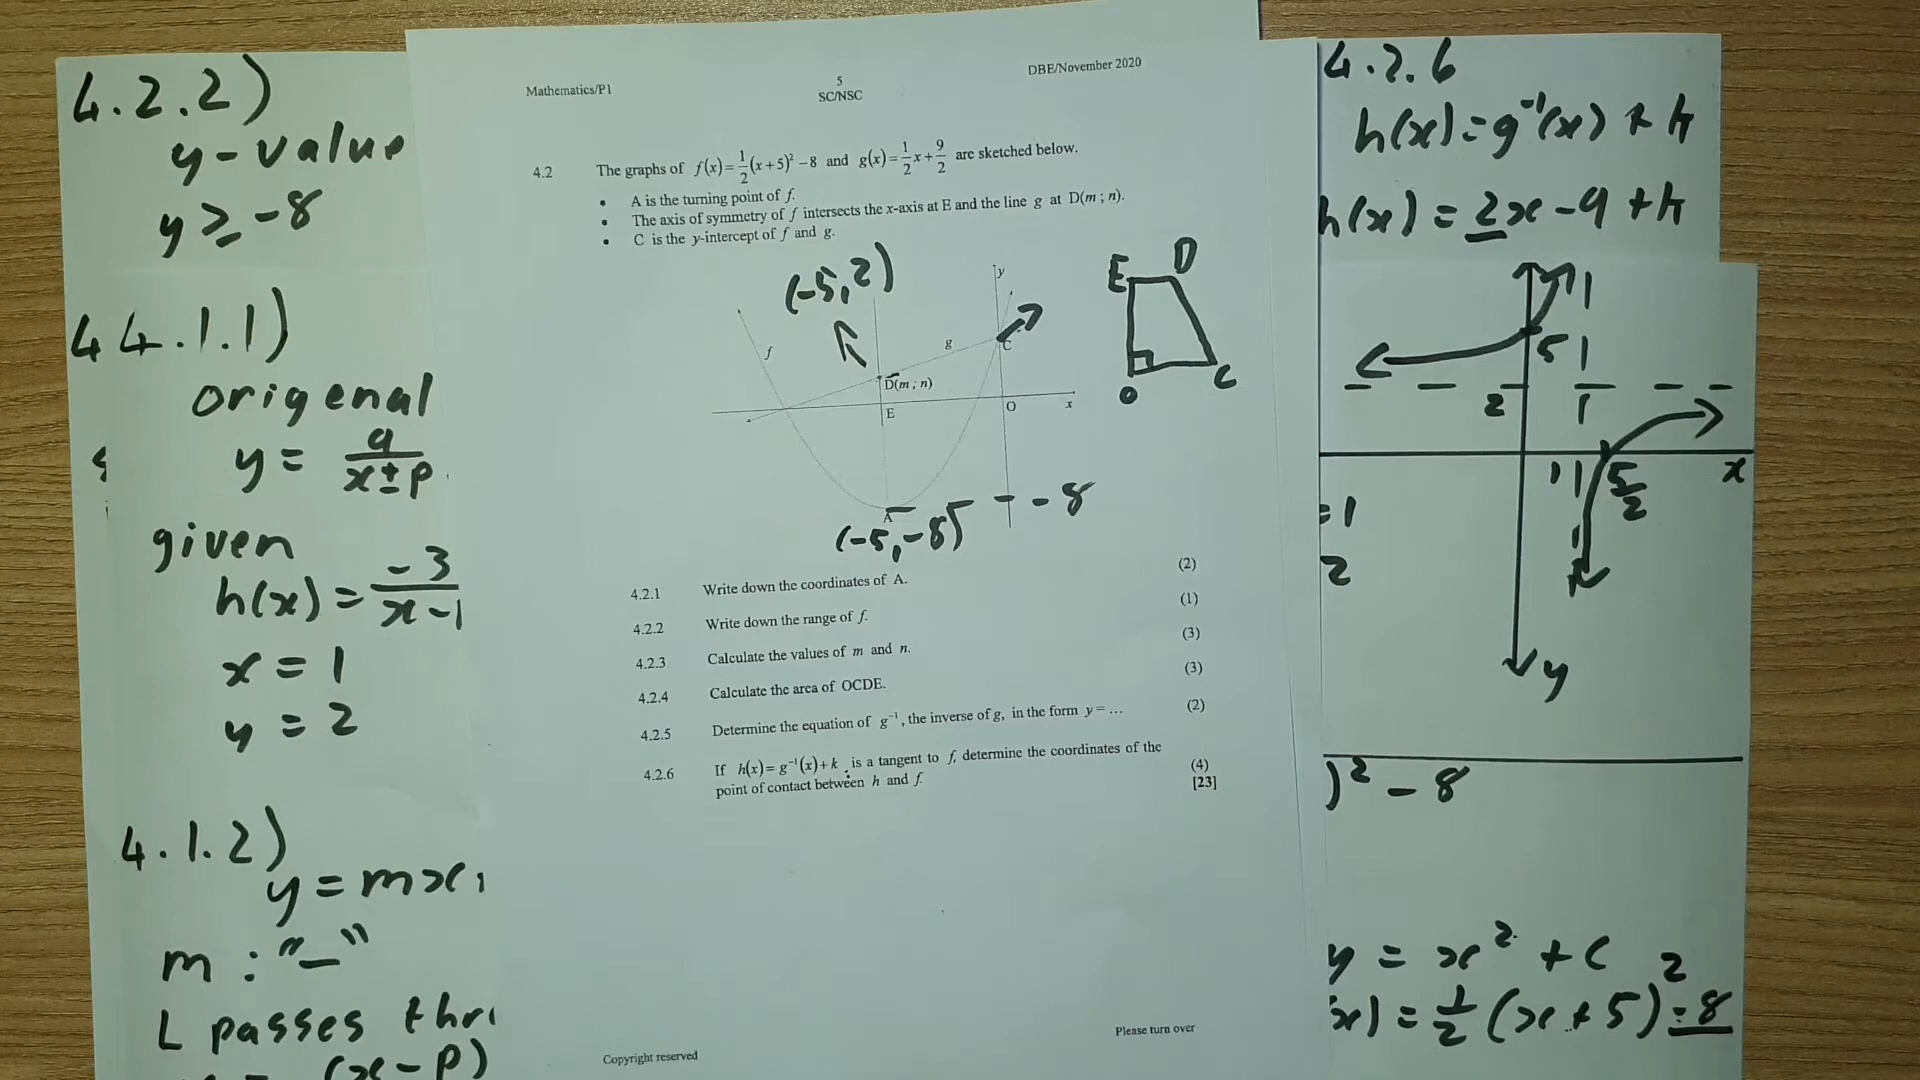 4.2.2)
y-value
y ≥ -8
4
4.1.1)
origenal
y = a/(x±p)
given
h(x) = -3/(x-1)
x = 1
y = 2
4.1.2)
y = mx
m : "-"
L passes thr
(x-p)
Mathematics/P1
5
SC/NSC
DBE/November 2020
4.2 The graphs of f(x) = 1/2(x+5)² - 8 and g(x) = 1/2x + 9/2 are sketched below.
• A is the turning point of f.
• The axis of symmetry of f intersects the x-axis at E and the line g at D(m ; n).
• C is the y-intercept of f and g.
(-5,2)
y
f
g
C
D(m ; n)
E
O
x
A
(-5,-8)
- -8
E D
O C
4.2.1 Write down the coordinates of A. (2)
4.2.2 Write down the range of f. (1)
4.2.3 Calculate the values of m and n. (3)
4.2.4 Calculate the area of OCDE. (3)
4.2.5 Determine the equation of g⁻¹, the inverse of g, in the form y = ... (2)
4.2.6 If h(x) = g⁻¹(x) + k is a tangent to f, determine the coordinates of the
point of contact between h and f. (4)
[23]
Please turn over
Copyright reserved
4.2.6
h(x) = g⁻¹(x) + k
h(x) = 2x - 9 + k
5
2
1
x
5/2
y
= 1
2
)² - 8
y = x² + c
x) = 1/2 (x + 5)² - 8